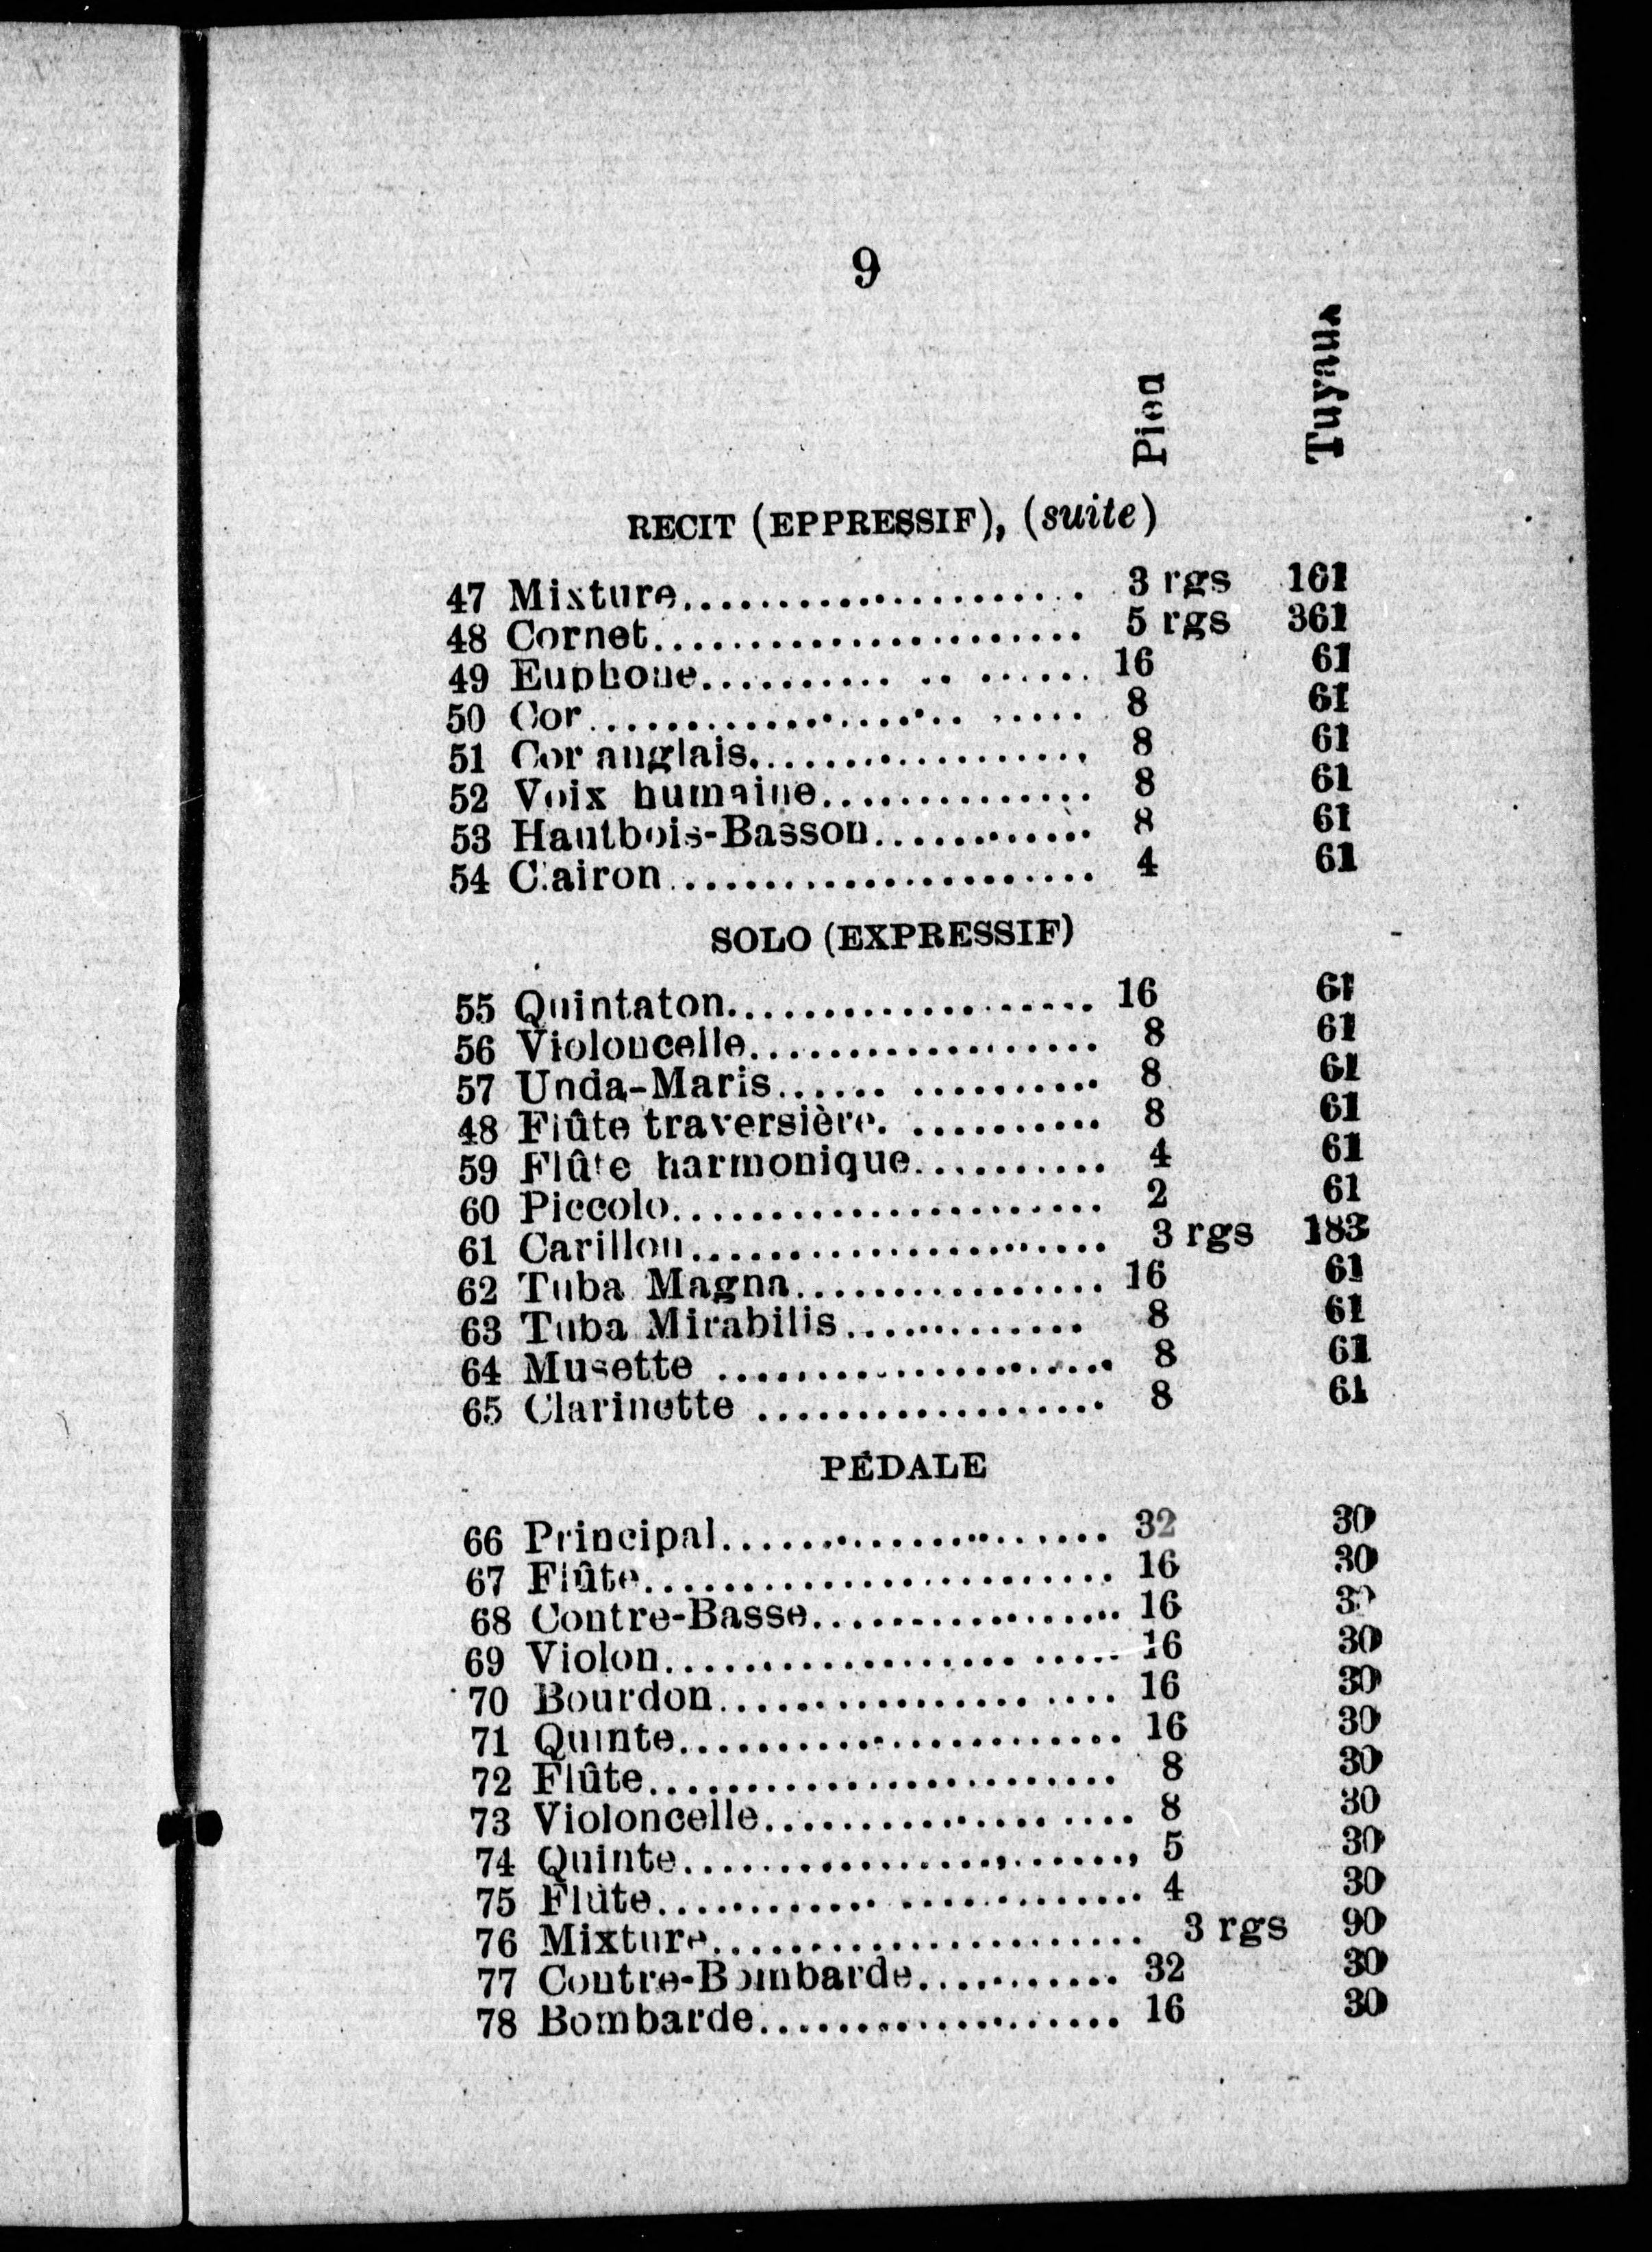 9
Pied
Tuyaux
RECIT (EPPRESSIF), (suite)
47 Mixture..................... 3 rgs 161
48 Cornet...................... 5 rgs 361
49 Euphone.......... .. ...... 16 61
50 Cor................... ..... 8 61
51 Cor anglais.................. 8 61
52 Voix humaine.............. 8 61
53 Hautbois-Basson........... 8 61
54 Clairon...................... 4 61
SOLO (EXPRESSIF)
55 Quintaton................... 16 61
56 Violoncelle.................. 8 61
57 Unda-Maris...... .......... 8 61
48 Flûte traversière. .......... 8 61
59 Flûte harmonique.......... 4 61
60 Piccolo...................... 2 61
61 Carillon..................... 3 rgs 183
62 Tuba Magna................ 16 61
63 Tuba Mirabilis............. 8 61
64 Musette .................... 8 61
65 Clarinette .................. 8 61
PÉDALE
66 Principal.................... 32 30
67 Flûte........................ 16 30
68 Contre-Basse................ 16 30
69 Violon.................. ..... 16 30
70 Bourdon................ .... 16 30
71 Quinte....................... 16 30
72 Flûte........................ 8 30
73 Violoncelle............... .... 8 30
74 Quinte......................., 5 30
75 Flûte............ ............. 4 30
76 Mixture...................... 3 rgs 90
77 Contre-Bombarde........... 32 30
78 Bombarde................... 16 30